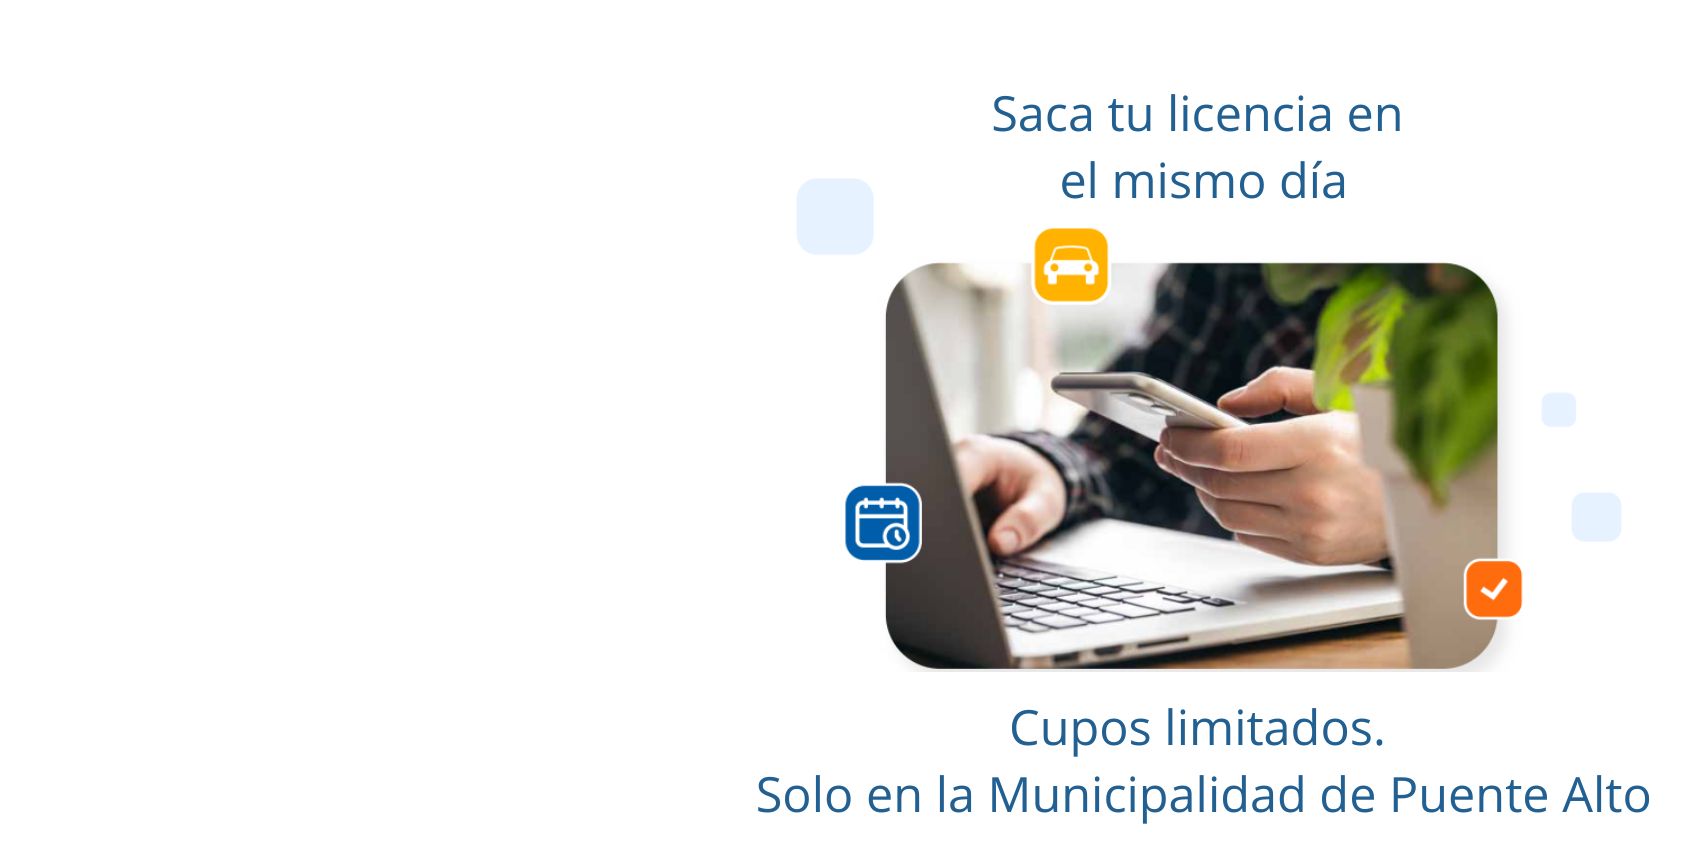 Saca tu licencia en
el mismo día
Cupos limitados.
Solo en la Municipalidad de Puente Alto